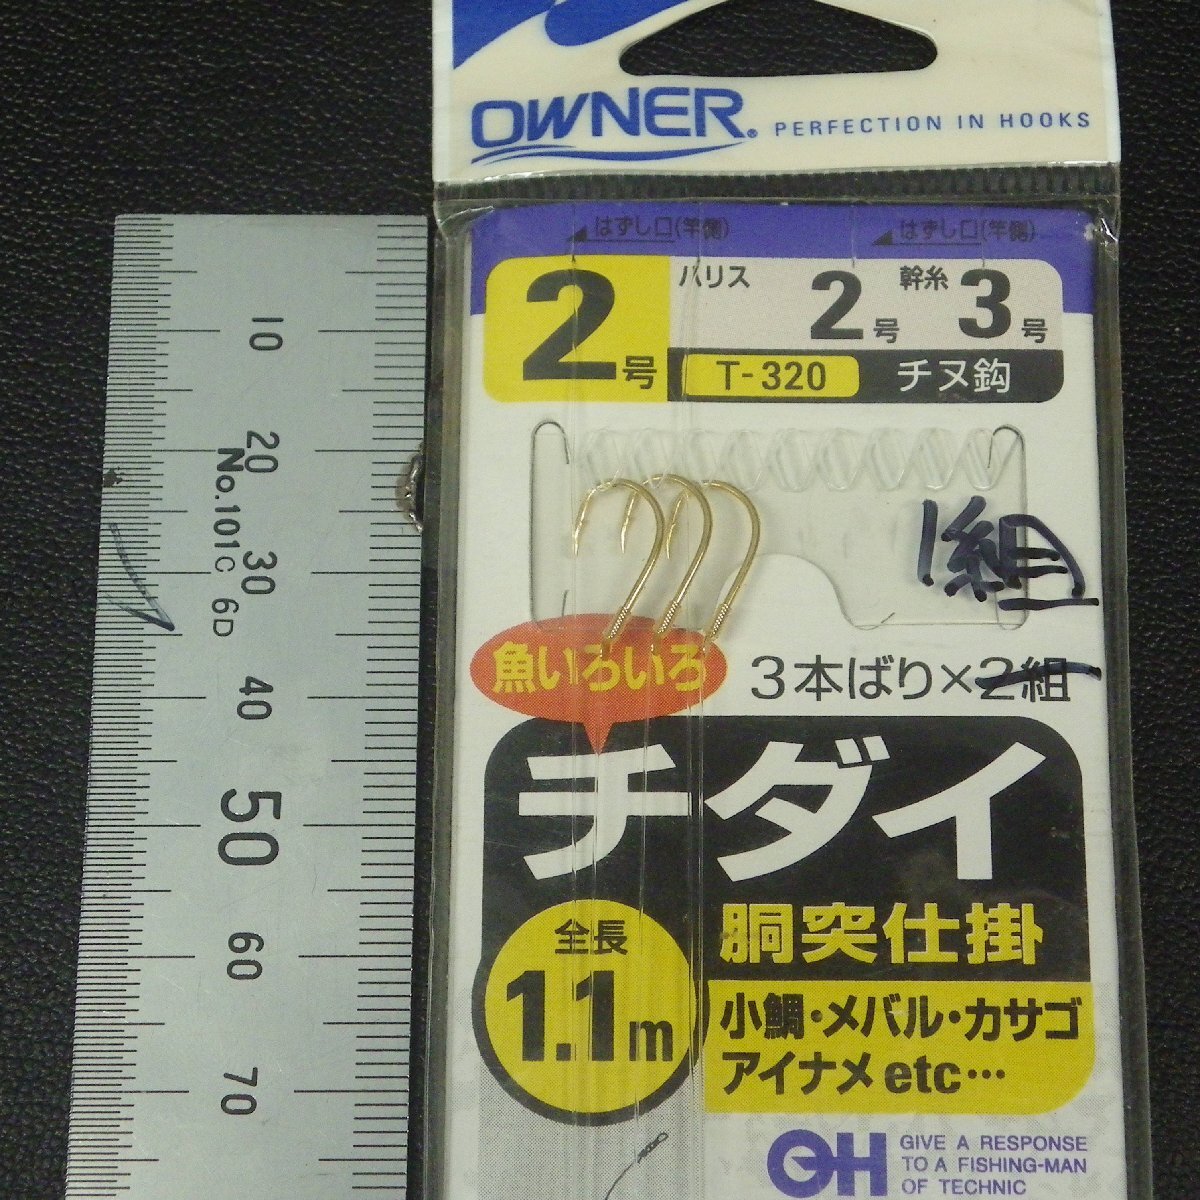 OWNER. PERFECTION IN HOOKS
はずし口(竿側) はずし口(竿側)
2号 ハリス 2号 幹糸 3号
T-320 チヌ鈎
1組
魚いろいろ 3本ばり×2組
チダイ
胴突仕掛
全長
1.1m
小鯛・メバル・カサゴ
アイナメetc…
GIVE A RESPONSE
TO A FISHING-MAN
OF TECHNIC
10
20
No.101C 6D
30
40
50
60
70